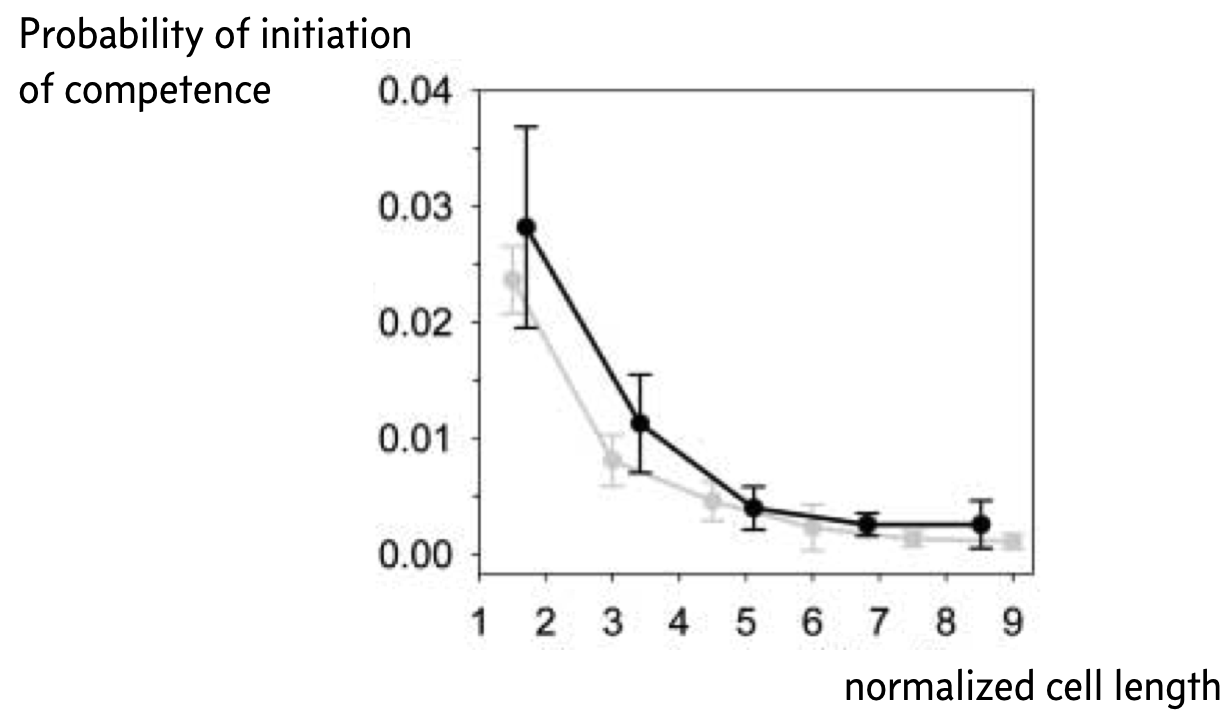 Probability of initiation
of competence
0.04
0.03
0.02
0.01
0.00
1 2 3 4 5 6 7 8 9
normalized cell length